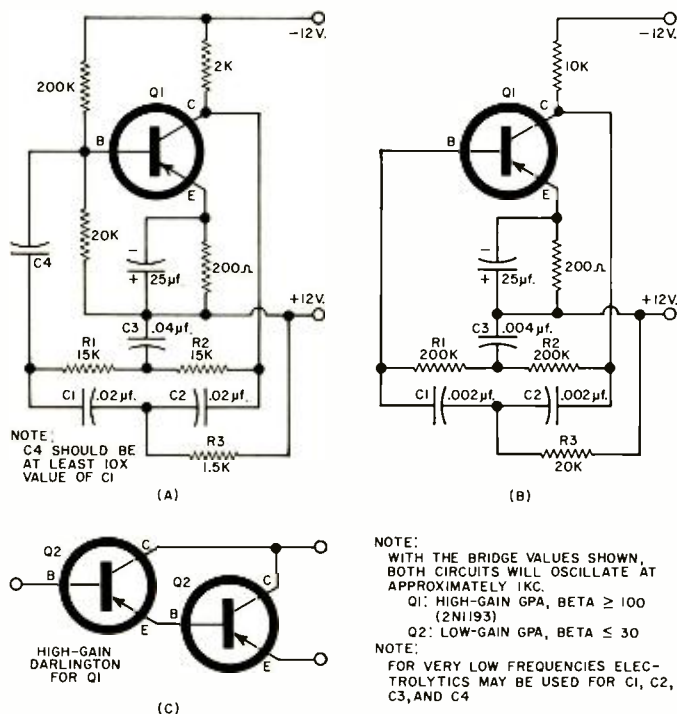 -12V.
200K
2K
Q1
C
B
E
20K
C4
-
+
25µf.
200Ω
+12V.
C3
.04µf.
R1
15K
R2
15K
C1
.02µf.
C2
.02µf.
R3
1.5K
NOTE:
C4 SHOULD BE
AT LEAST 10X
VALUE OF C1
(A)
-12V.
10K
Q1
C
B
E
-
+
25µf.
200Ω
+12V.
C3
.004µf.
R1
200K
R2
200K
C1
.002µf.
C2
.002µf.
R3
20K
(B)
Q2
C
B
E
Q2
C
B
E
HIGH-GAIN
DARLINGTON
FOR Q1
(C)
NOTE:
WITH THE BRIDGE VALUES SHOWN,
BOTH CIRCUITS WILL OSCILLATE AT
APPROXIMATELY 1KC.
Q1: HIGH-GAIN GPA, BETA ≥ 100
(2N1193)
Q2: LOW-GAIN GPA, BETA ≤ 30
NOTE:
FOR VERY LOW FREQUENCIES ELEC-
TROLYTICS MAY BE USED FOR C1, C2,
C3, AND C4